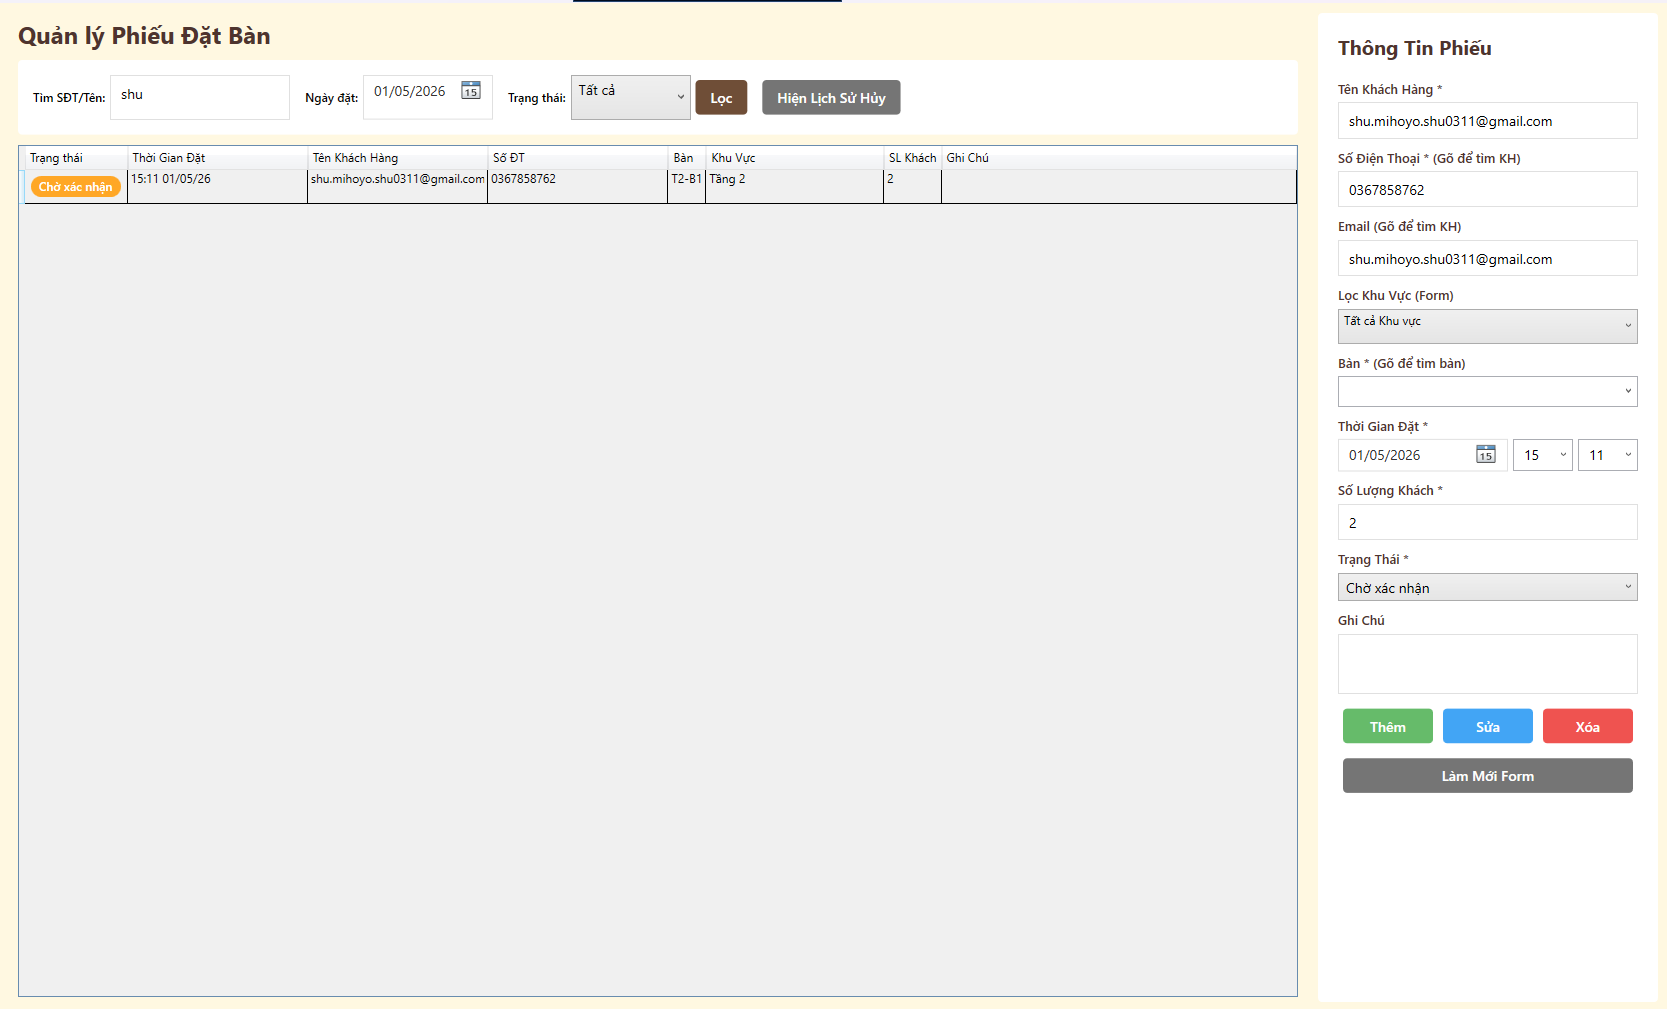 Quản lý Phiếu Đặt Bàn
Tìm SĐT/Tên: shu Ngày đặt: 01/05/2026 15 Trạng thái: Tất cả Lọc Hiện Lịch Sử Hủy
Trạng thái Thời Gian Đặt Tên Khách Hàng Số ĐT Bàn Khu Vực SL Khách Ghi Chú
Chờ xác nhận 15:11 01/05/26 shu.mihoyo.shu0311@gmail.com 0367858762 T2-B1 Tầng 2 2
Thông Tin Phiếu
Tên Khách Hàng *
shu.mihoyo.shu0311@gmail.com
Số Điện Thoại * (Gõ để tìm KH)
0367858762
Email (Gõ để tìm KH)
shu.mihoyo.shu0311@gmail.com
Lọc Khu Vực (Form)
Tất cả Khu vực
Bàn * (Gõ để tìm bàn)
Thời Gian Đặt *
01/05/2026 15 15 11
Số Lượng Khách *
2
Trạng Thái *
Chờ xác nhận
Ghi Chú
Thêm Sửa Xóa
Làm Mới Form